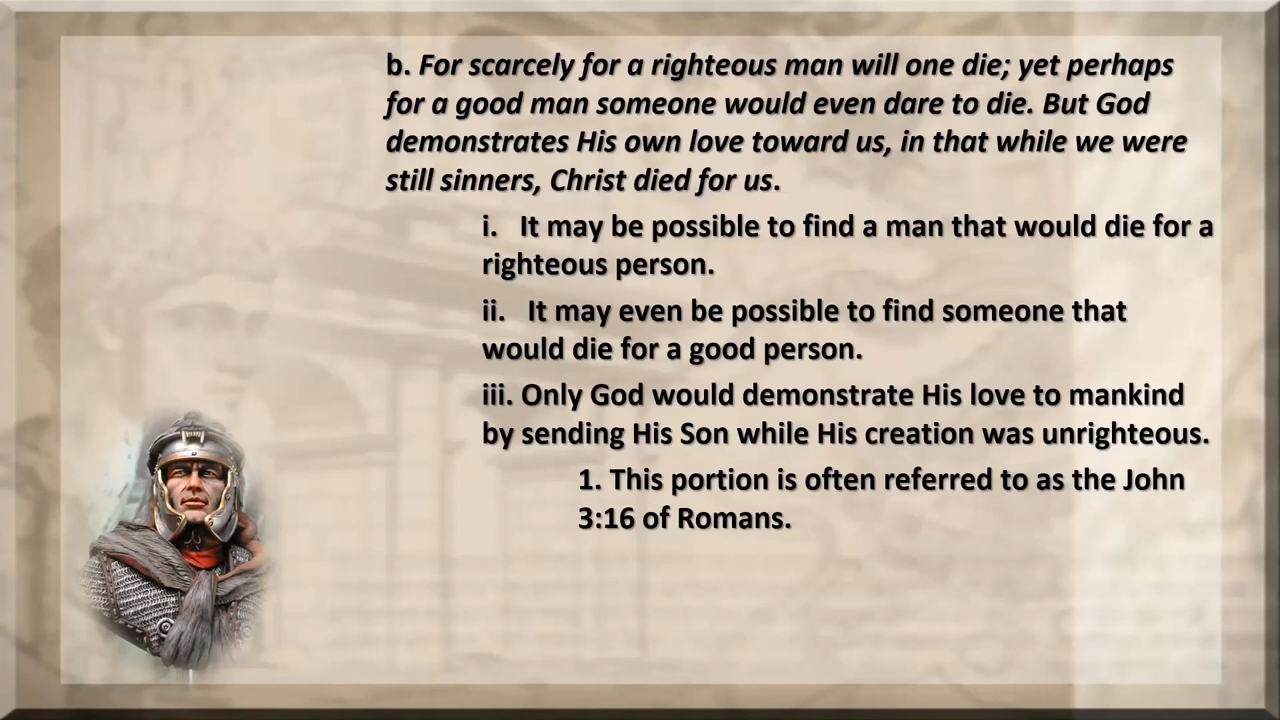 b. For scarcely for a righteous man will one die; yet perhaps
for a good man someone would even dare to die. But God
demonstrates His own love toward us, in that while we were
still sinners, Christ died for us.
i. It may be possible to find a man that would die for a
righteous person.
ii. It may even be possible to find someone that
would die for a good person.
iii. Only God would demonstrate His love to mankind
by sending His Son while His creation was unrighteous.
1. This portion is often referred to as the John
3:16 of Romans.